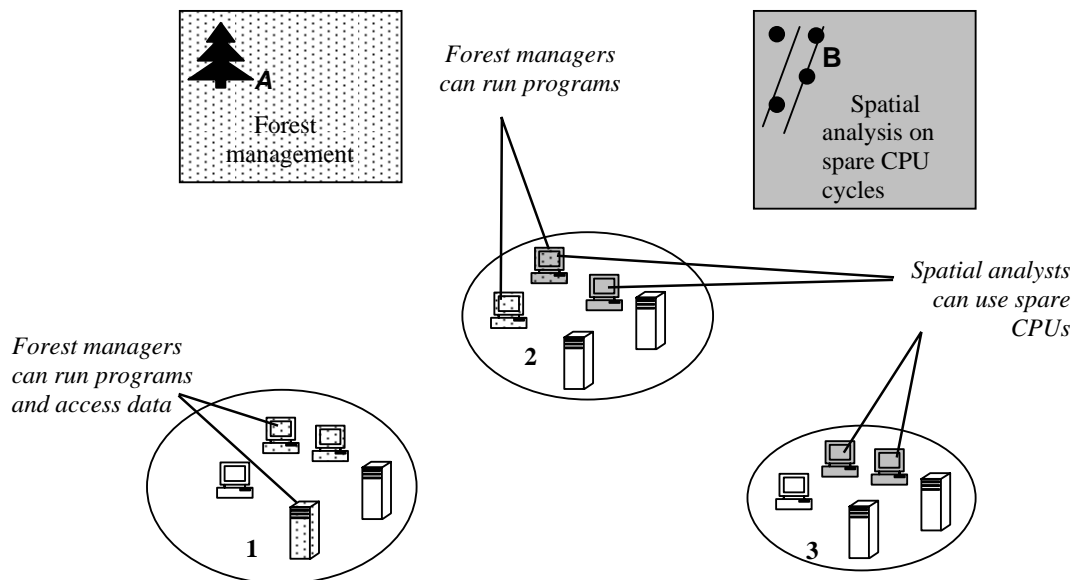 A
Forest
management
Forest managers
can run programs
B
Spatial
analysis on
spare CPU
cycles
Spatial analysts
can use spare
CPUs
2
Forest managers
can run programs
and access data
1
3